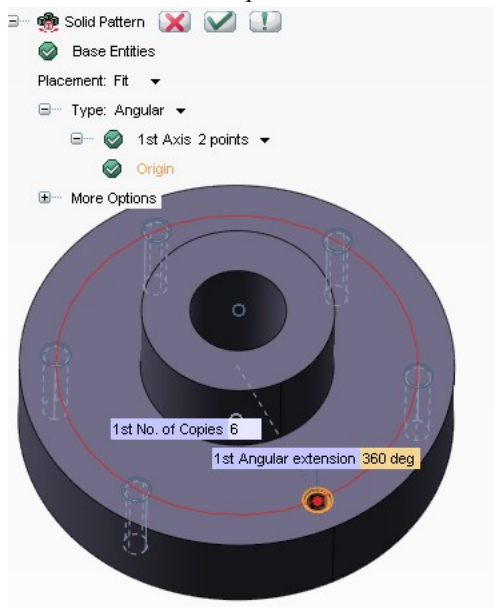 Solid Pattern
Base Entities
Placement: Fit
Type: Angular
1st Axis 2 points
Origin
More Options
1st No. of Copies 6
1st Angular extension 360 deg